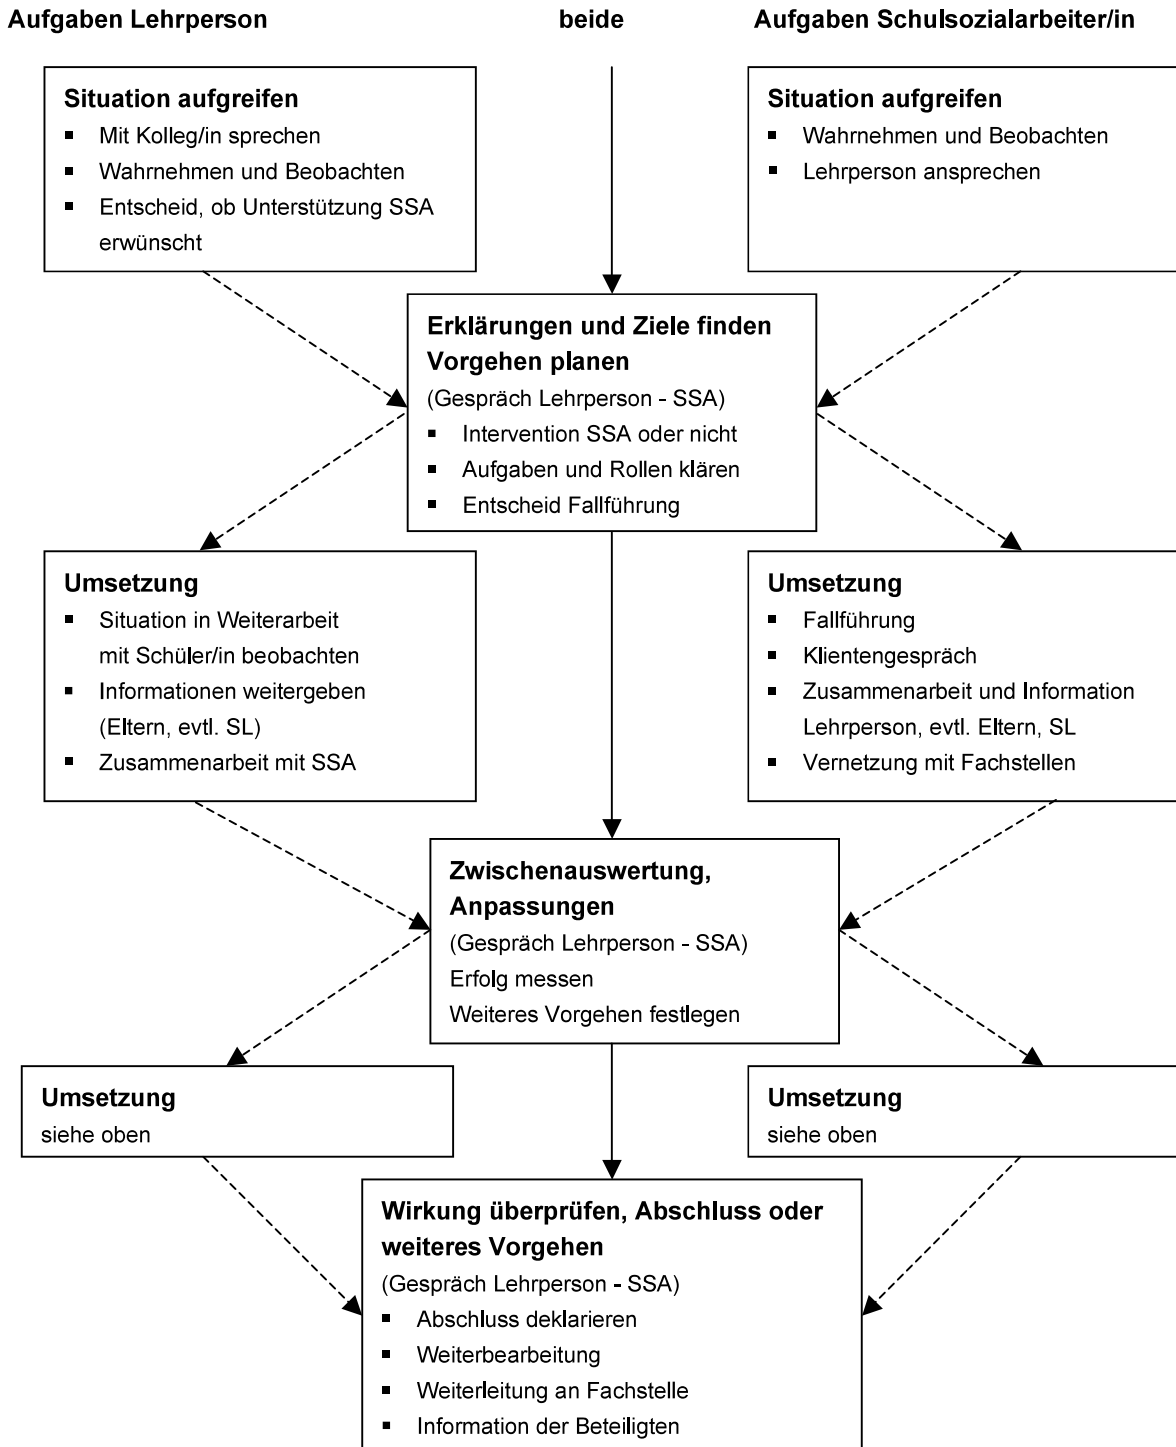 Aufgaben Lehrperson beide Aufgaben Schulsozialarbeiter/in
Situation aufgreifen
▪ Mit Kolleg/in sprechen
▪ Wahrnehmen und Beobachten
▪ Entscheid, ob Unterstützung SSA
erwünscht
Situation aufgreifen
▪ Wahrnehmen und Beobachten
▪ Lehrperson ansprechen
Erklärungen und Ziele finden
Vorgehen planen
(Gespräch Lehrperson - SSA)
▪ Intervention SSA oder nicht
▪ Aufgaben und Rollen klären
▪ Entscheid Fallführung
Umsetzung
▪ Situation in Weiterarbeit
mit Schüler/in beobachten
▪ Informationen weitergeben
(Eltern, evtl. SL)
▪ Zusammenarbeit mit SSA
Umsetzung
▪ Fallführung
▪ Klientengespräch
▪ Zusammenarbeit und Information
Lehrperson, evtl. Eltern, SL
▪ Vernetzung mit Fachstellen
Zwischenauswertung,
Anpassungen
(Gespräch Lehrperson - SSA)
Erfolg messen
Weiteres Vorgehen festlegen
Umsetzung
siehe oben
Umsetzung
siehe oben
Wirkung überprüfen, Abschluss oder
weiteres Vorgehen
(Gespräch Lehrperson - SSA)
▪ Abschluss deklarieren
▪ Weiterbearbeitung
▪ Weiterleitung an Fachstelle
▪ Information der Beteiligten